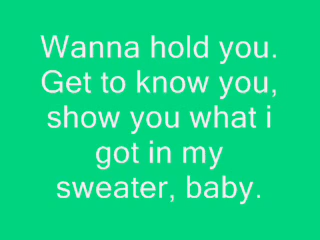 Wanna hold you.
Get to know you,
show you what i
got in my
sweater, baby.